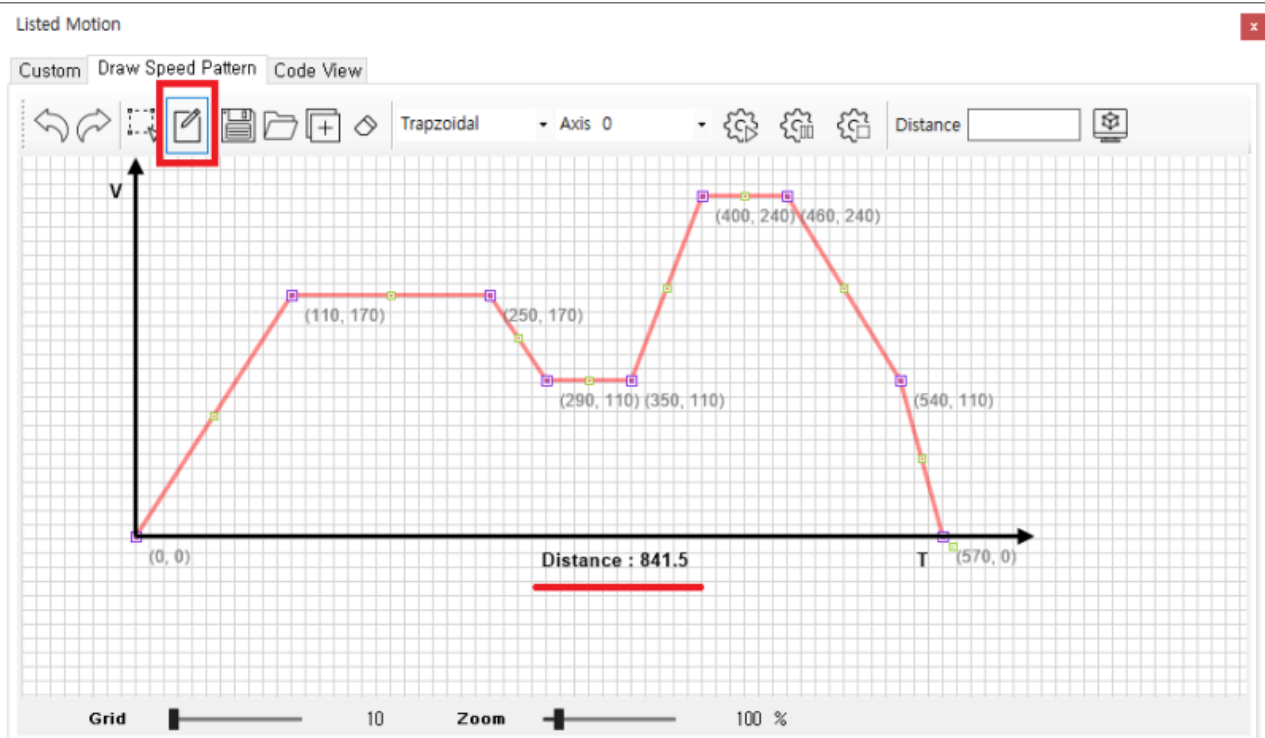 Listed Motion
x
Custom Draw Speed Pattern Code View
Trapzoidal Axis 0 Distance
V
(400, 240) (460, 240)
(110, 170) (250, 170)
(290, 110) (350, 110) (540, 110)
(0, 0) Distance : 841.5 T (570, 0)
Grid 10 Zoom 100 %